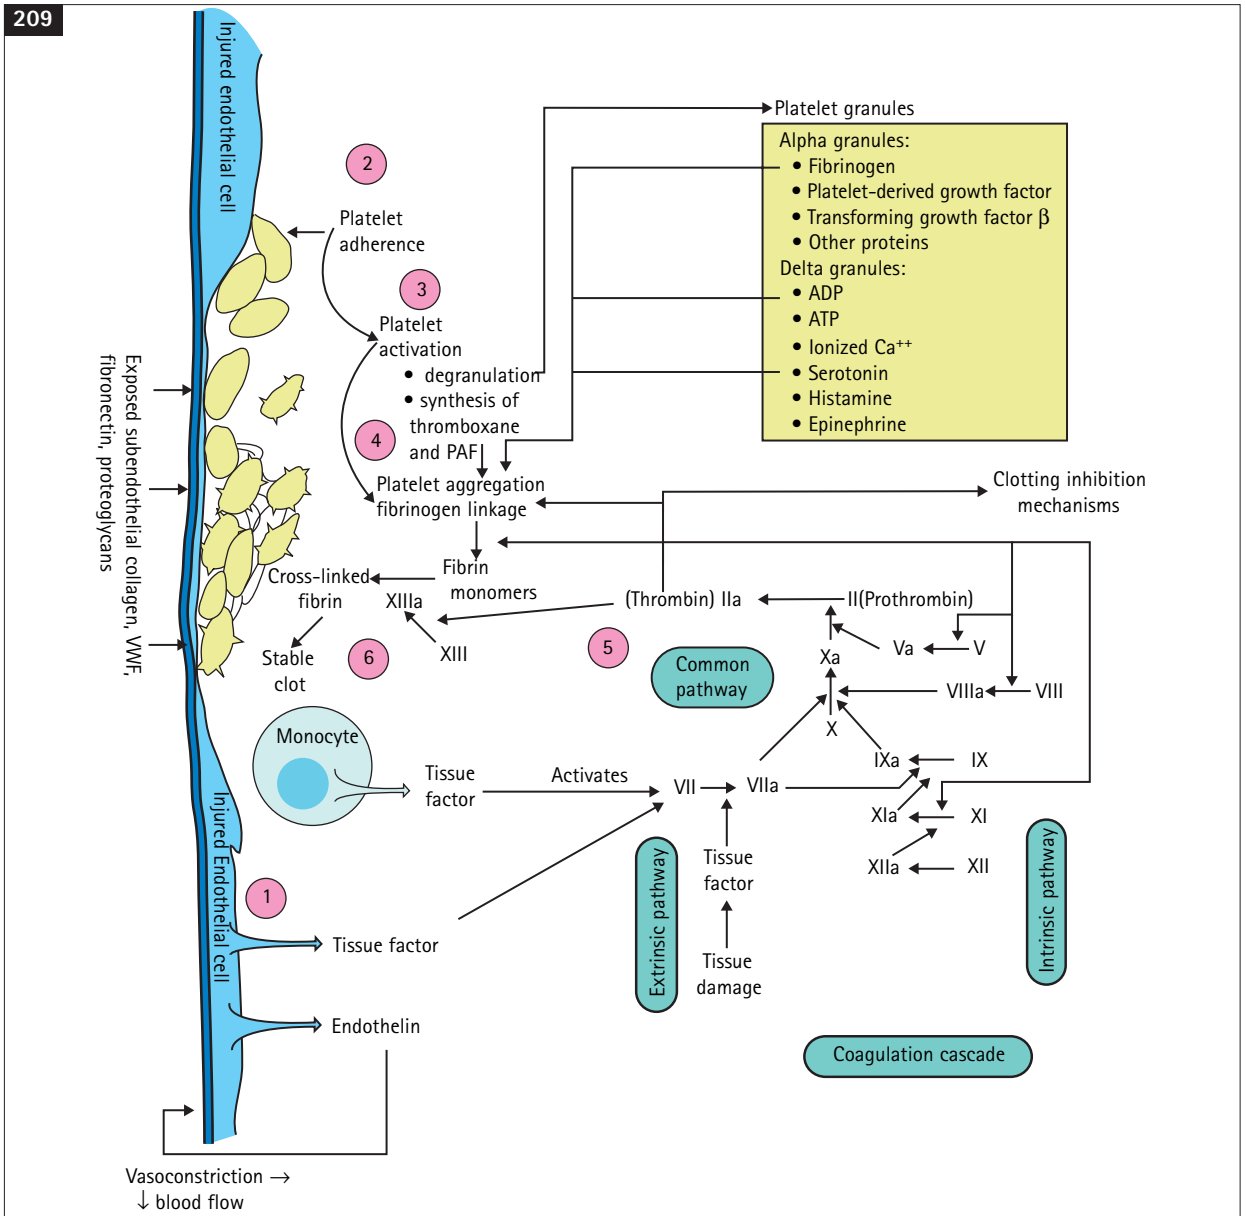 209
Injured endothelial cell
2
Platelet
adherence
3
Platelet
activation
• degranulation
• synthesis of
thromboxane
and PAF
4
Platelet aggregation
fibrinogen linkage
Platelet granules
Alpha granules:
• Fibrinogen
• Platelet-derived growth factor
• Transforming growth factor β
• Other proteins
Delta granules:
• ADP
• ATP
• Ionized Ca⁺⁺
• Serotonin
• Histamine
• Epinephrine
Clotting inhibition
mechanisms
Exposed subendothelial collagen, VWF,
fibronectin, proteoglycans
Fibrin
monomers
Cross-linked
fibrin
XIIIa
XIII
Stable
clot
6
(Thrombin) IIa
II(Prothrombin)
5
Common
pathway
Xa
Va
V
VIIIa
VIII
X
Monocyte
Tissue
factor
Activates
VII
VIIa
IXa
IX
XIa
XI
XIIa
XII
Injured Endothelial cell
1
Tissue factor
Endothelin
Extrinsic pathway
Tissue
factor
Tissue
damage
Intrinsic pathway
Coagulation cascade
Vasoconstriction →
↓ blood flow